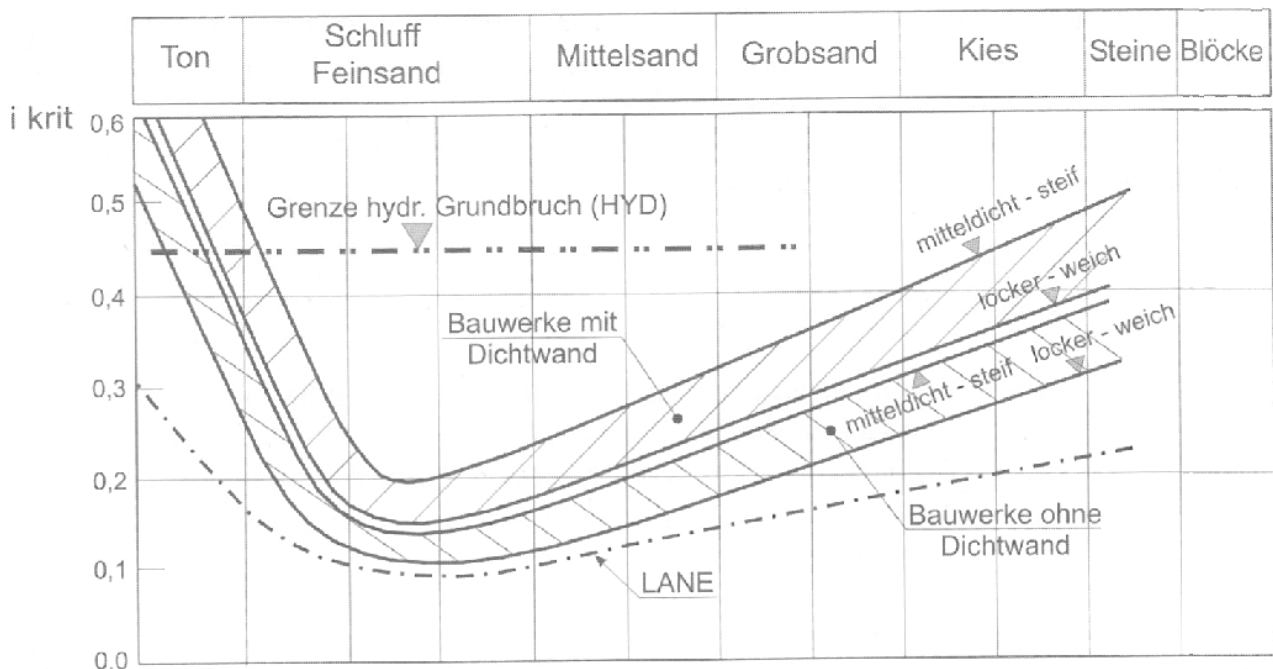 Ton
Schluff
Feinsand
Mittelsand
Grobsand
Kies
Steine
Blöcke
i krit
0,6
0,5
0,4
0,3
0,2
0,1
0.0
Grenze hydr. Grundbruch (HYD)
mitteldicht - steif
locker - weich
locker - weich
mitteldicht - steif
Bauwerke mit
Dichtwand
Bauwerke ohne
Dichtwand
LANE